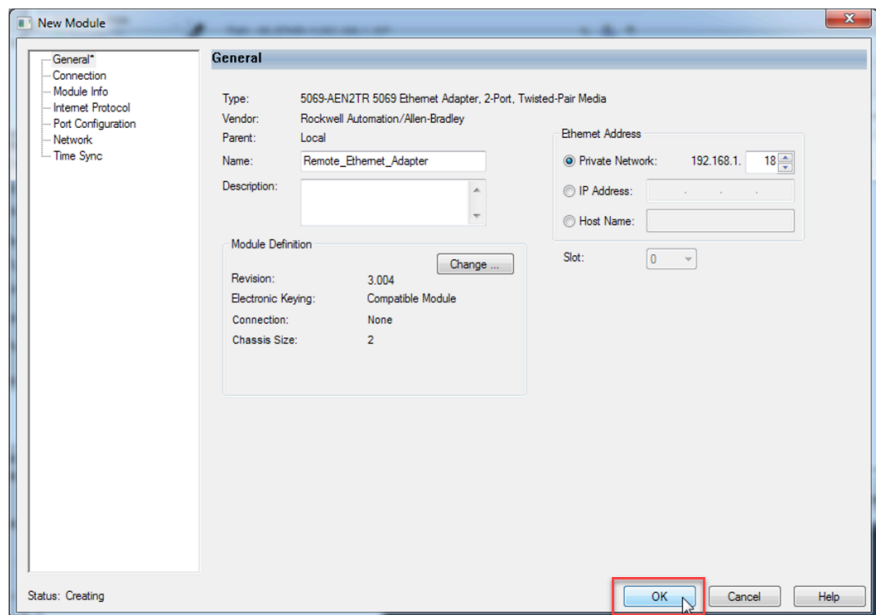 New Module
General*
Connection
Module Info
Internet Protocol
Port Configuration
Network
Time Sync
General
Type: 5069-AEN2TR 5069 Ethernet Adapter, 2-Port, Twisted-Pair Media
Vendor: Rockwell Automation/Allen-Bradley
Parent: Local
Name: Remote_Ethernet_Adapter
Description:
Ethernet Address
Private Network: 192.168.1. 18
IP Address: . . .
Host Name:
Slot: 0
Module Definition
Change ...
Revision: 3.004
Electronic Keying: Compatible Module
Connection: None
Chassis Size: 2
Status: Creating
OK Cancel Help